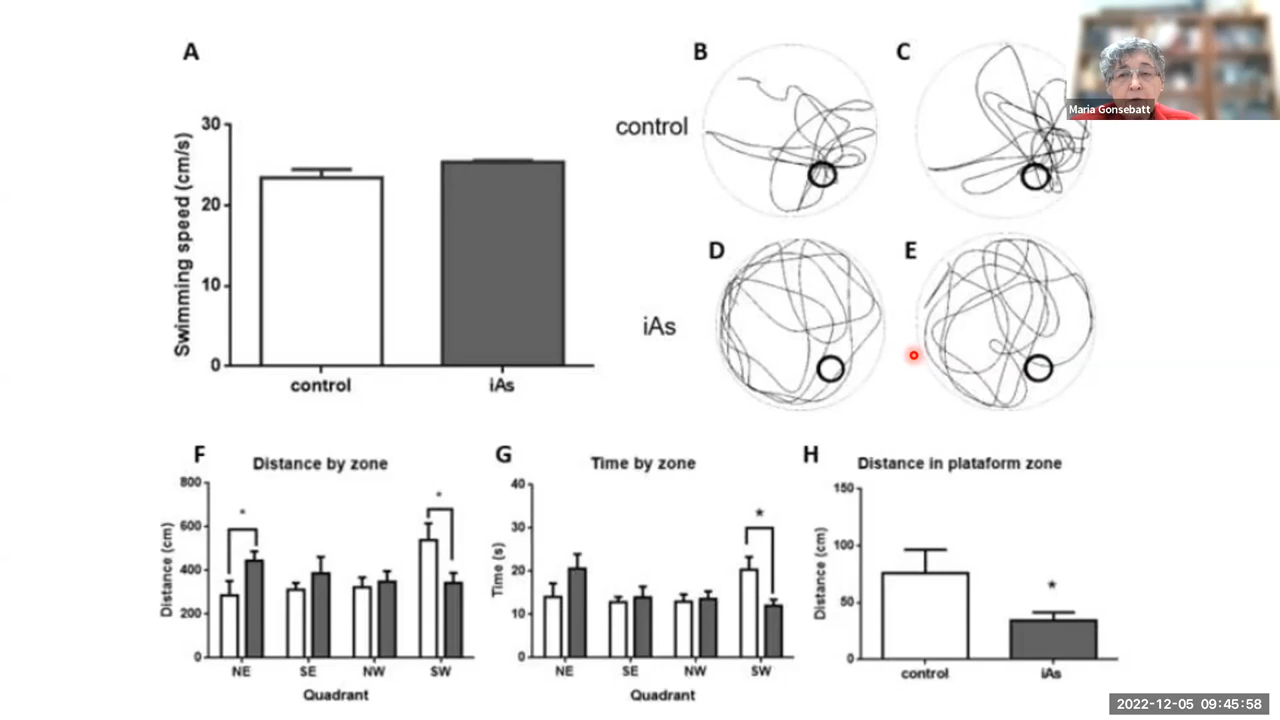 A
Swimming speed (cm/s)
30
20
10
0
control
iAs
B
C
control
D
E
iAs
Maria Gonsebatt
F
Distance by zone
Distance (cm)
800
600
400
200
0
*
*
NE
SE
NW
SW
Quadrant
G
Time by zone
Time (s)
40
30
20
10
0
*
NE
SE
NW
SW
Quadrant
H
Distance in plataform zone
Distance (cm)
150
100
50
0
*
control
iAs
2022-12-05 09:45:58